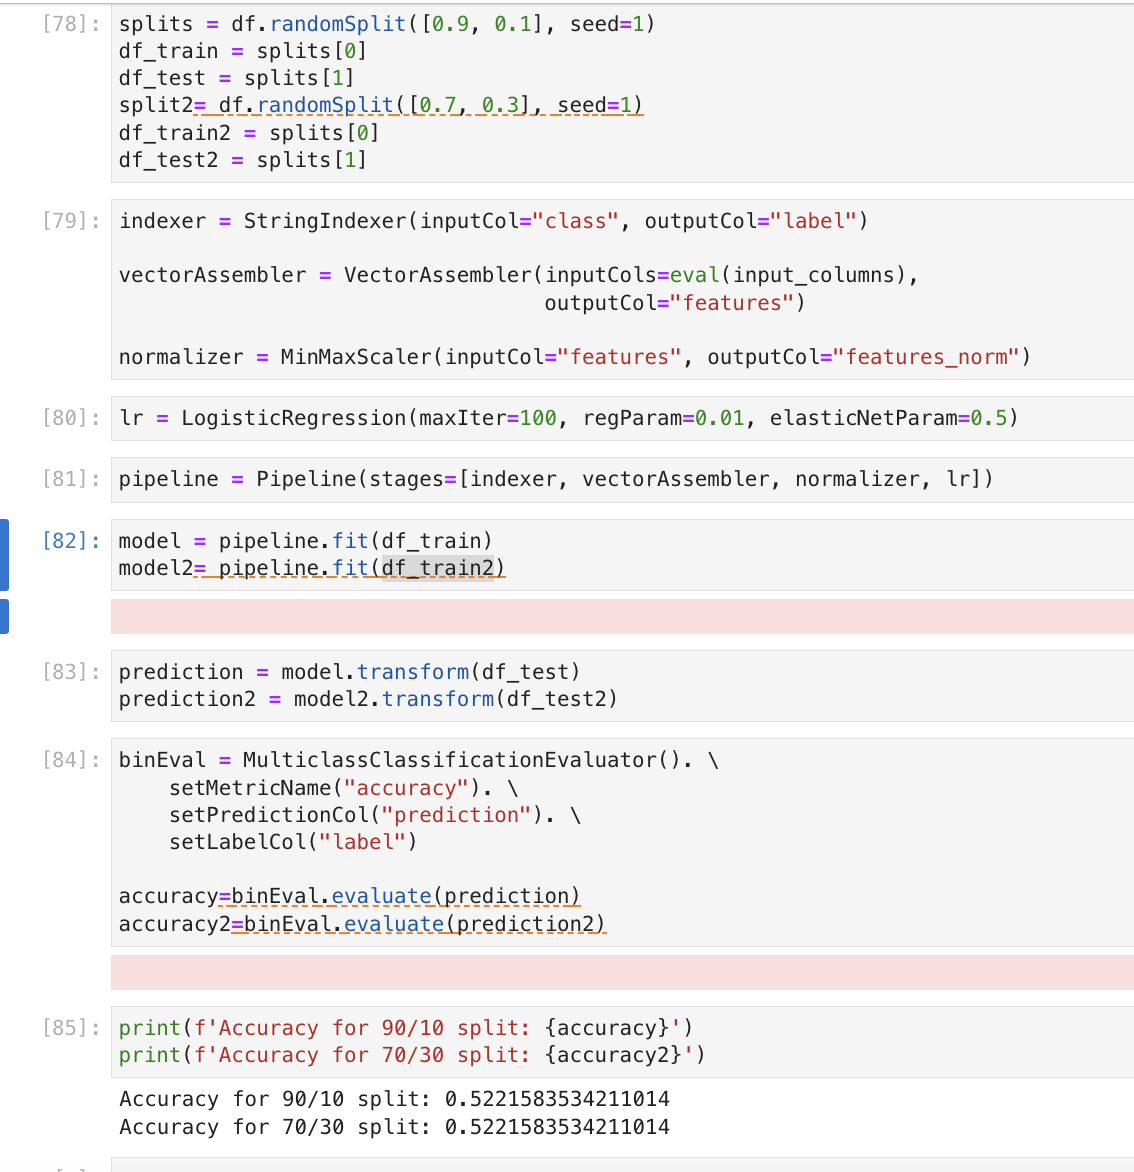 [78]: splits = df.randomSplit([0.9, 0.1], seed=1)
df_train = splits[0]
df_test = splits[1]
split2= df.randomSplit([0.7, 0.3], seed=1)
df_train2 = splits[0]
df_test2 = splits[1]
[79]: indexer = StringIndexer(inputCol="class", outputCol="label")
vectorAssembler = VectorAssembler(inputCols=eval(input_columns),
outputCol="features")
normalizer = MinMaxScaler(inputCol="features", outputCol="features_norm")
[80]: lr = LogisticRegression(maxIter=100, regParam=0.01, elasticNetParam=0.5)
[81]: pipeline = Pipeline(stages=[indexer, vectorAssembler, normalizer, lr])
[82]: model = pipeline.fit(df_train)
model2= pipeline.fit(df_train2)
[83]: prediction = model.transform(df_test)
prediction2 = model2.transform(df_test2)
[84]: binEval = MulticlassClassificationEvaluator(). \
setMetricName("accuracy"). \
setPredictionCol("prediction"). \
setLabelCol("label")
accuracy=binEval.evaluate(prediction)
accuracy2=binEval.evaluate(prediction2)
[85]: print(f'Accuracy for 90/10 split: {accuracy}')
print(f'Accuracy for 70/30 split: {accuracy2}')
Accuracy for 90/10 split: 0.5221583534211014
Accuracy for 70/30 split: 0.5221583534211014